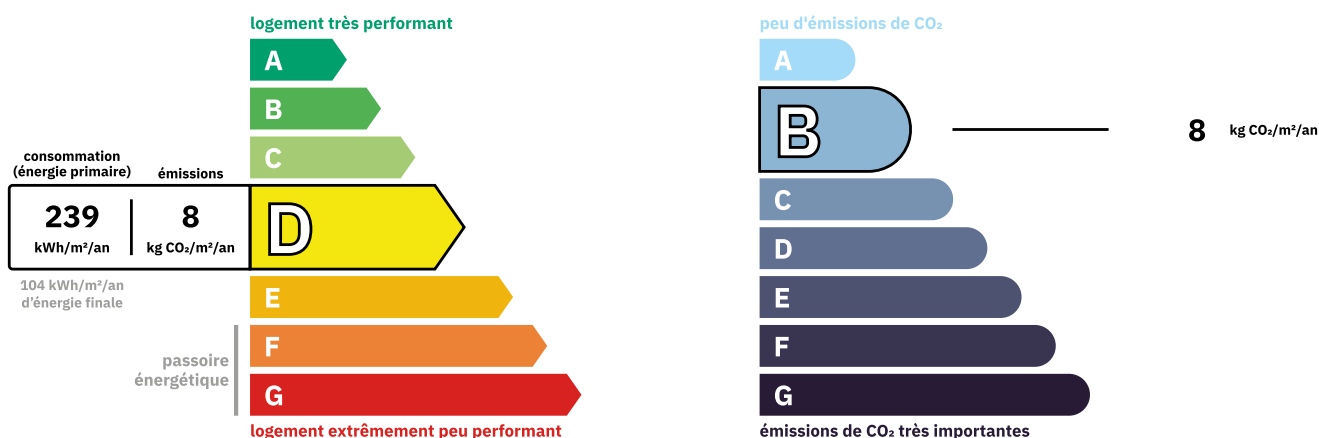 logement très performant
A
B
C
consommation
(énergie primaire)
émissions
239
kWh/m²/an
8
kg CO₂/m²/an
D
104 kWh/m²/an
d'énergie finale
E
passoire
énergétique
F
G
logement extrêmement peu performant
peu d'émissions de CO₂
A
B
8 kg CO₂/m²/an
C
D
E
F
G
émissions de CO₂ très importantes